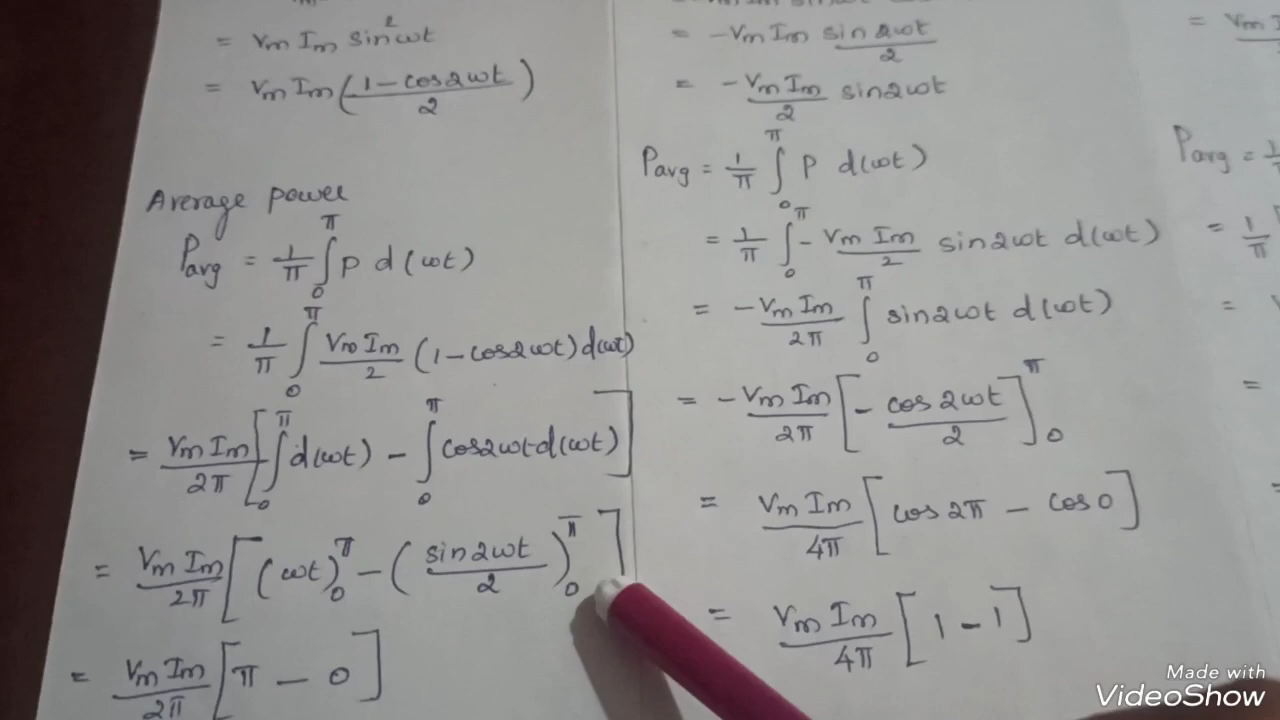 = Vm Im sin²ωt
= Vm Im (1 - cos2ωt / 2)
Average power
Pavg = 1/π ∫₀^π p d(ωt)
= 1/π ∫₀^π Vm Im / 2 (1 - cos2ωt) d(ωt)
= Vm Im / 2π [∫₀^π d(ωt) - ∫₀^π cos2ωt d(ωt)]
= Vm Im / 2π [(ωt)₀^π - (sin2ωt / 2)₀^π]
= Vm Im / 2π [π - 0]
= -Vm Im sin2ωt / 2
= -Vm Im / 2 sin2ωt
Pavg = 1/π ∫₀^π P d(ωt)
= 1/π ∫₀^π - Vm Im / 2 sin2ωt d(ωt)
= -Vm Im / 2π ∫₀^π sin2ωt d(ωt)
= -Vm Im / 2π [- cos2ωt / 2]₀^π
= Vm Im / 4π [cos2π - cos0]
= Vm Im / 4π [1 - 1]
= Vm
Pavg =
= 1/π
=
=
Made with
VideoShow